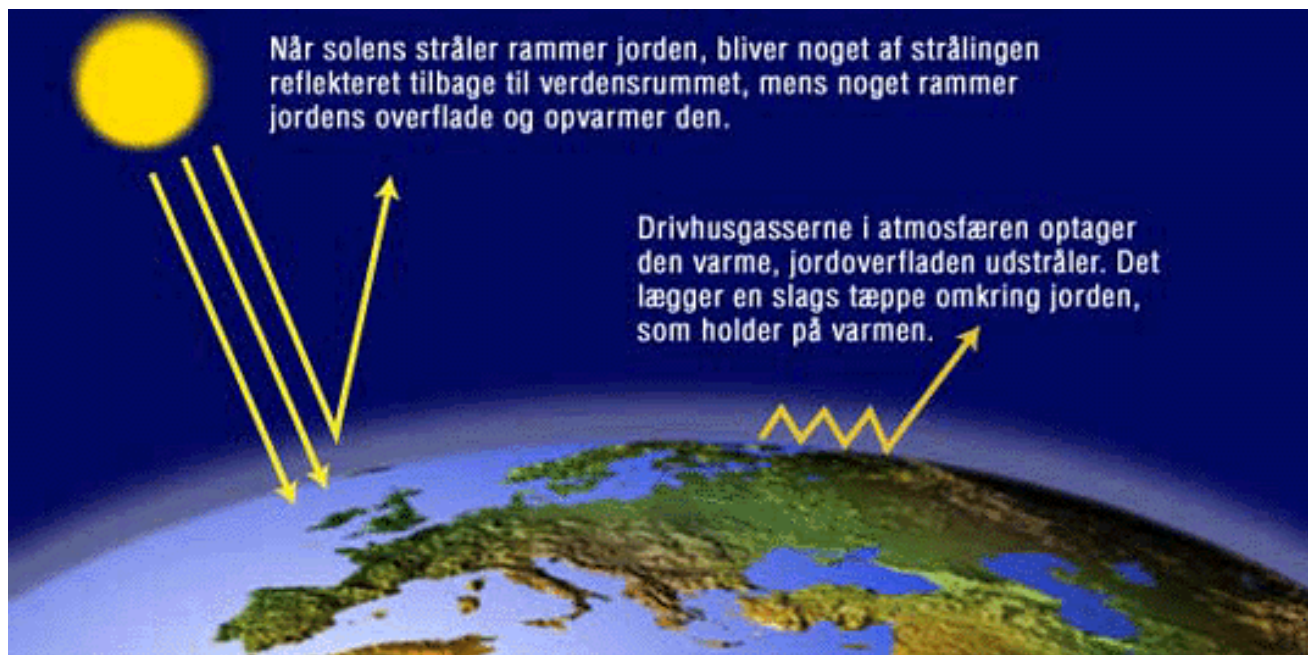 Når solens stråler rammer jorden, bliver noget af strålingen
reflekteret tilbage til verdensrummet, mens noget rammer
jordens overflade og opvarmer den.
Drivhusgasserne i atmosfæren optager
den varme, jordoverfladen udstråler. Det
lægger en slags tæppe omkring jorden,
som holder på varmen.